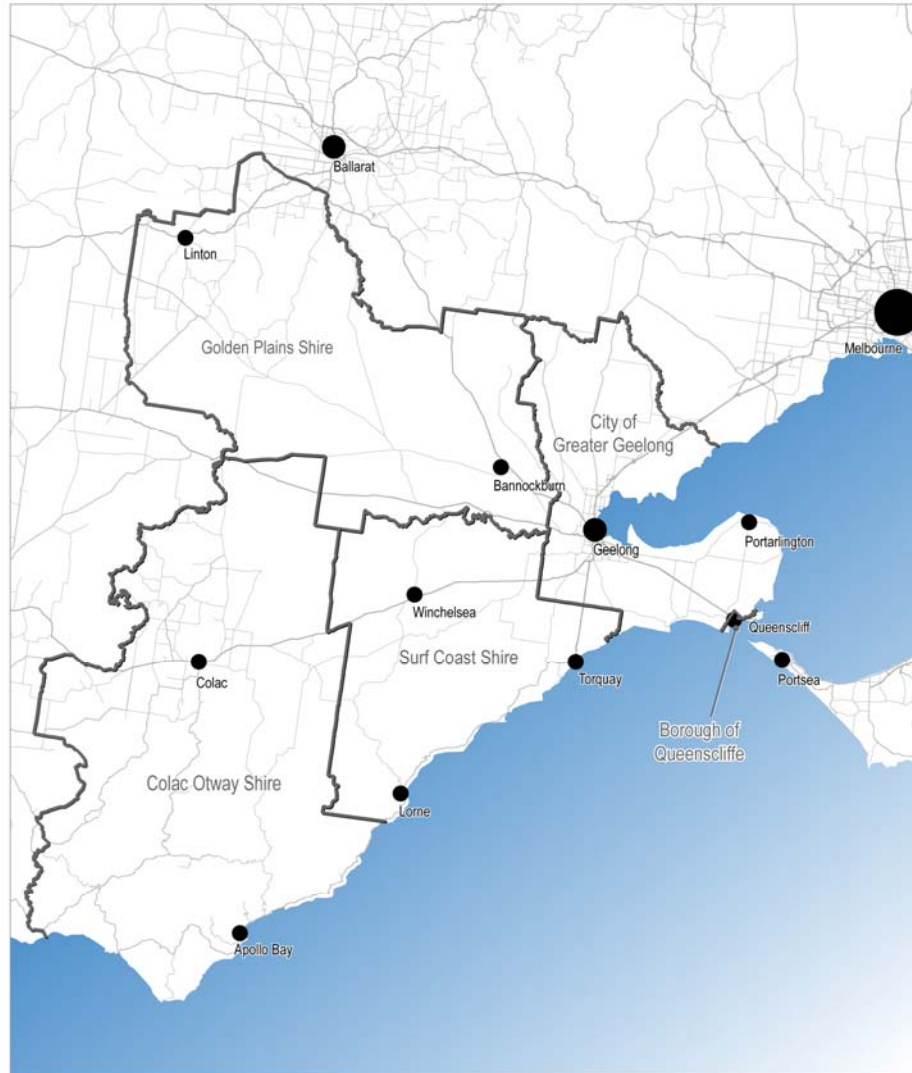 Ballarat
Linton
Golden Plains Shire
Melbourne
City of
Greater Geelong
Bannockburn
Geelong
Portarlington
Winchelsea
Queenscliff
Surf Coast Shire
Colac
Torquay
Portsea
Borough of
Queenscliffe
Colac Otway Shire
Lorne
Apollo Bay